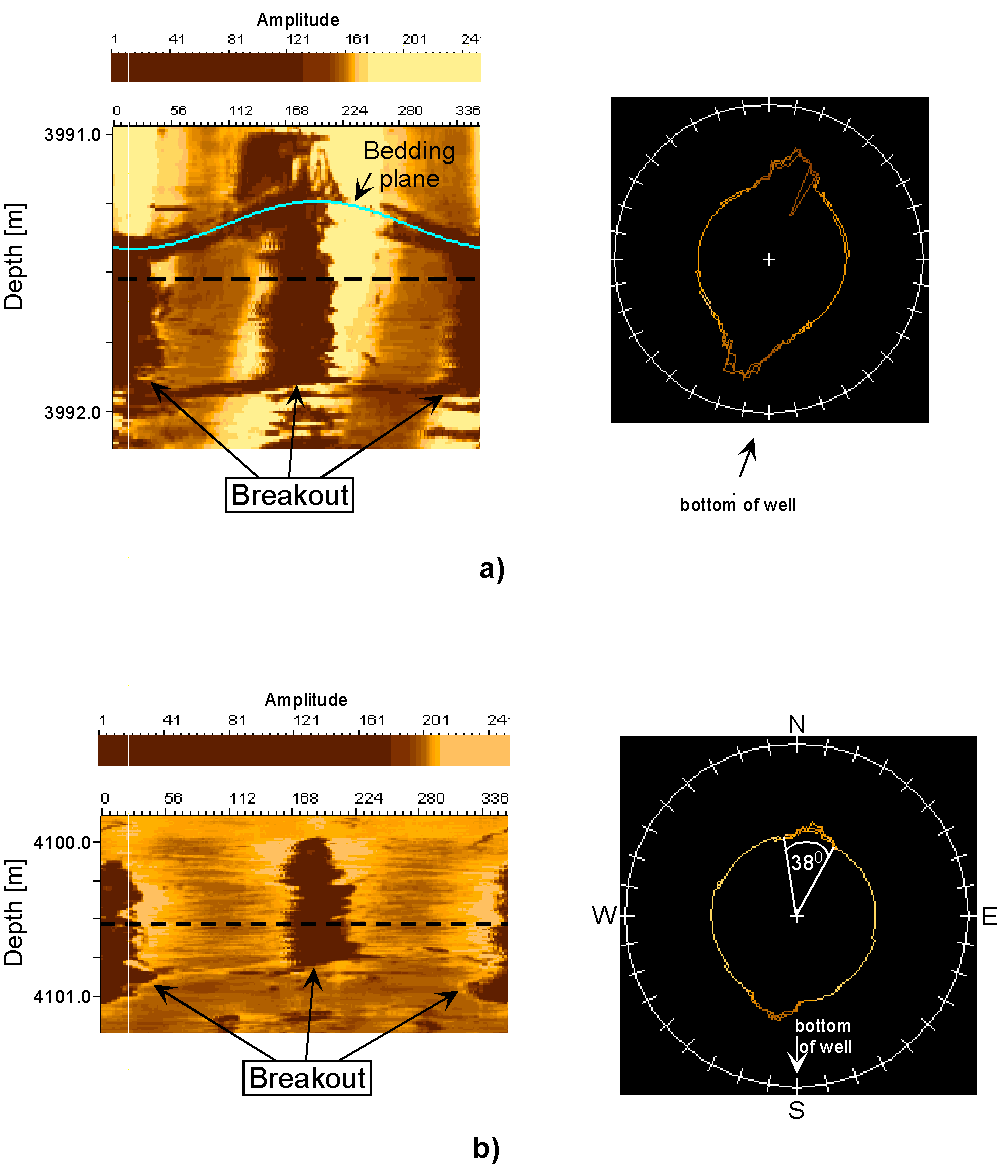 Amplitude
1 41 81 121 161 201 24
0 56 112 168 224 280 336
3991.0
Bedding
plane
Depth [m]
3992.0
Breakout
bottom of well
a)
Amplitude
1 41 81 121 161 201 24
0 56 112 168 224 280 336
N
4100.0
38⁰
W
E
Depth [m]
4101.0
bottom
of well
Breakout
S
b)